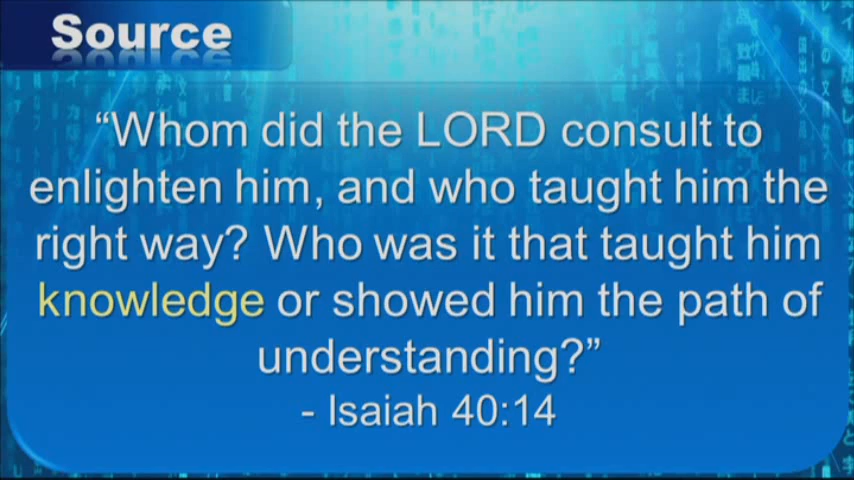 Source
“Whom did the LORD consult to
enlighten him, and who taught him the
right way? Who was it that taught him
knowledge or showed him the path of
understanding?”
- Isaiah 40:14